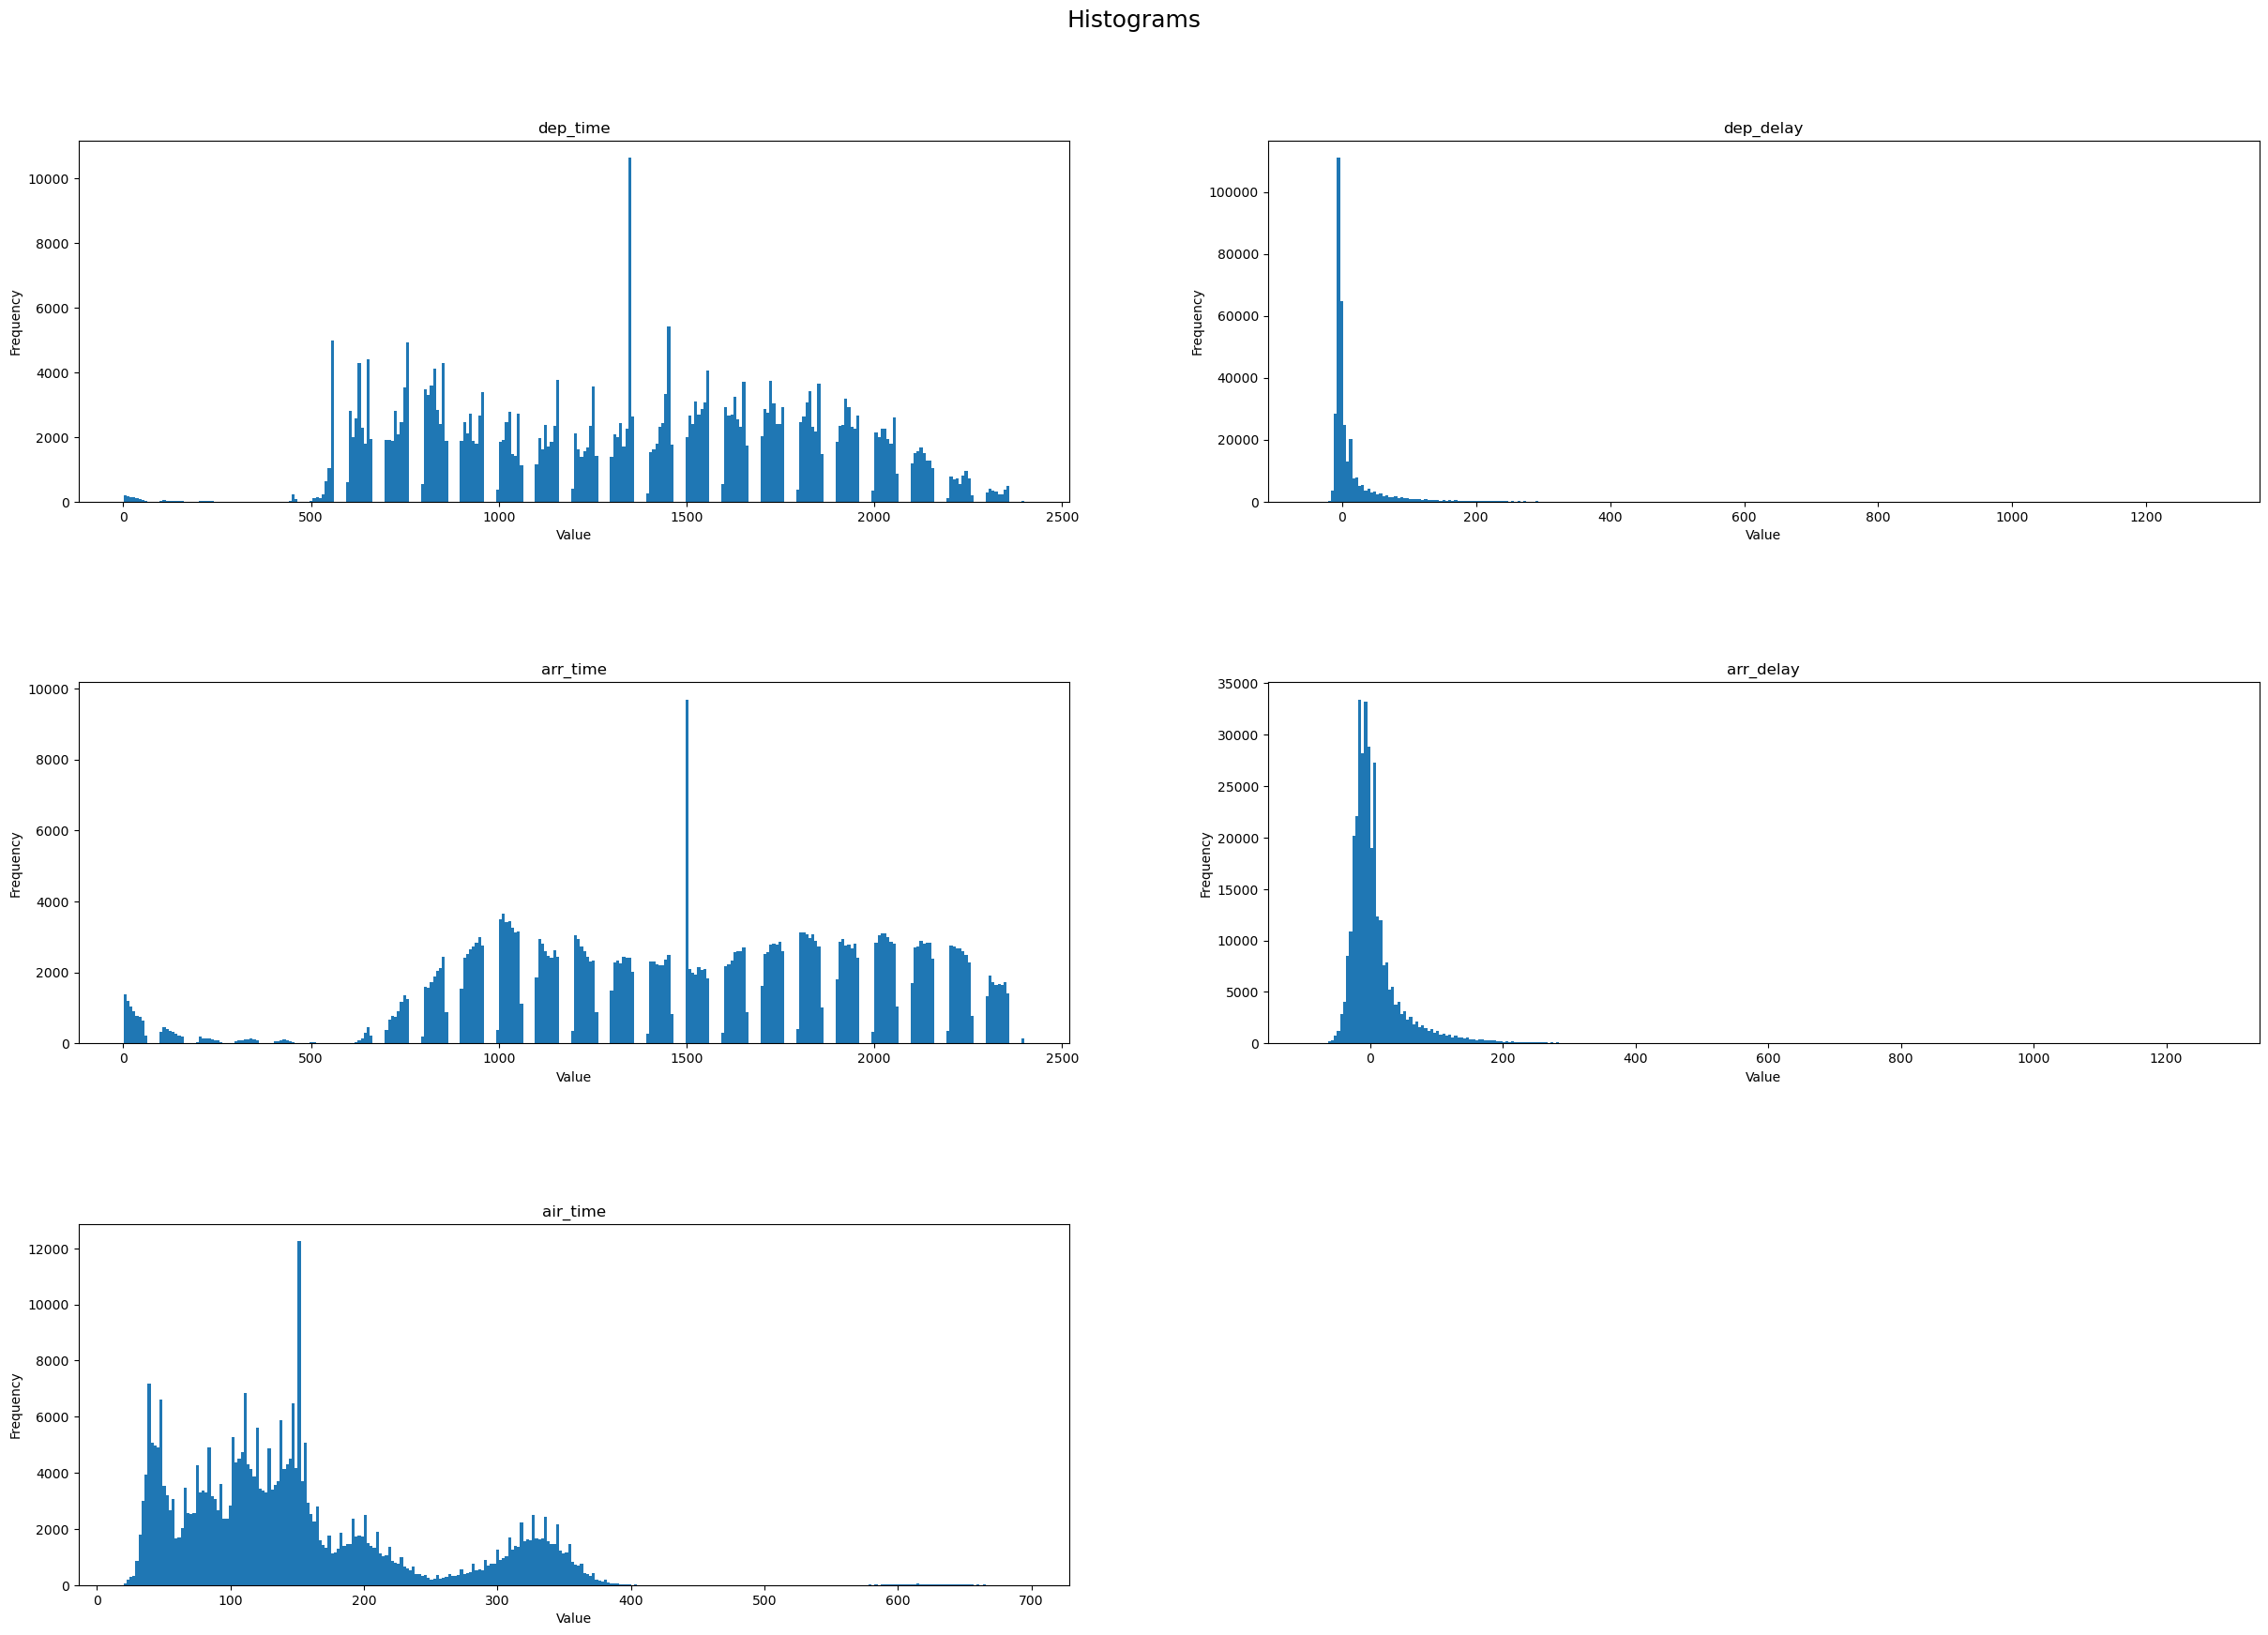 Histograms
dep_time
Frequency
10000
8000
6000
4000
2000
0
0 500 1000 1500 2000 2500
Value
dep_delay
Frequency
100000
80000
60000
40000
20000
0
0 200 400 600 800 1000 1200
Value
arr_time
Frequency
10000
8000
6000
4000
2000
0
0 500 1000 1500 2000 2500
Value
arr_delay
Frequency
35000
30000
25000
20000
15000
10000
5000
0
0 200 400 600 800 1000 1200
Value
air_time
Frequency
12000
10000
8000
6000
4000
2000
0
0 100 200 300 400 500 600 700
Value